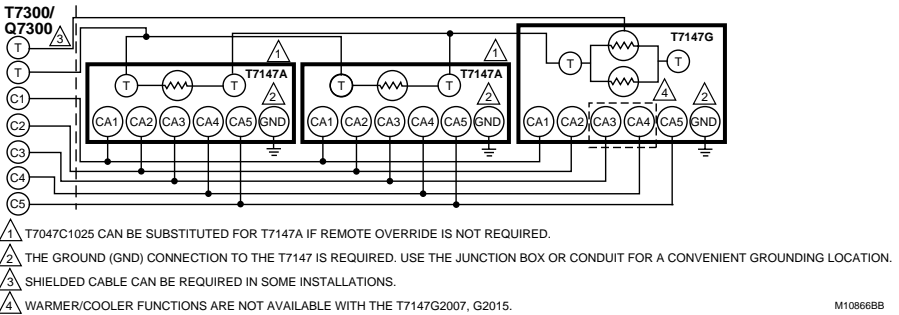 T7300/
Q7300
3
T
T
C1
C2
C3
C4
C5
1
T7147A
T
T
2
CA1 CA2 CA3 CA4 CA5 GND
1
T7147A
T
T
2
CA1 CA2 CA3 CA4 CA5 GND
T7147G
T
T
4
2
CA1 CA2 CA3 CA4 CA5 GND
1 T7047C1025 CAN BE SUBSTITUTED FOR T7147A IF REMOTE OVERRIDE IS NOT REQUIRED.
2 THE GROUND (GND) CONNECTION TO THE T7147 IS REQUIRED. USE THE JUNCTION BOX OR CONDUIT FOR A CONVENIENT GROUNDING LOCATION.
3 SHIELDED CABLE CAN BE REQUIRED IN SOME INSTALLATIONS.
4 WARMER/COOLER FUNCTIONS ARE NOT AVAILABLE WITH THE T7147G2007, G2015.
M10866BB